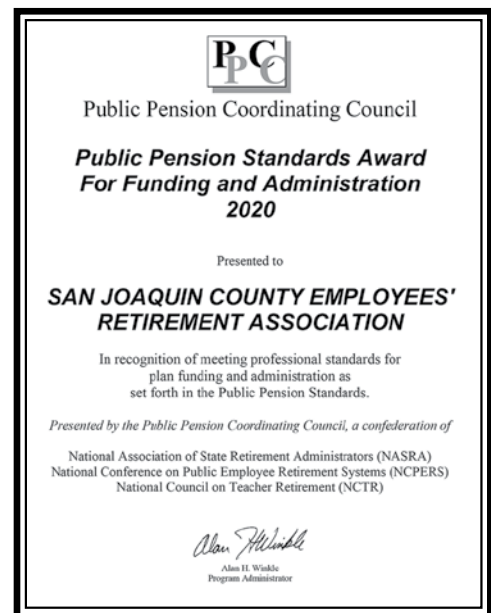 PPCC
Public Pension Coordinating Council
Public Pension Standards Award
For Funding and Administration
2020
Presented to
SAN JOAQUIN COUNTY EMPLOYEES'
RETIREMENT ASSOCIATION
In recognition of meeting professional standards for
plan funding and administration as
set forth in the Public Pension Standards.
Presented by the Public Pension Coordinating Council, a confederation of
National Association of State Retirement Administrators (NASRA)
National Conference on Public Employee Retirement Systems (NCPERS)
National Council on Teacher Retirement (NCTR)
Alan H Winkle
Alan H. Winkle
Program Administrator